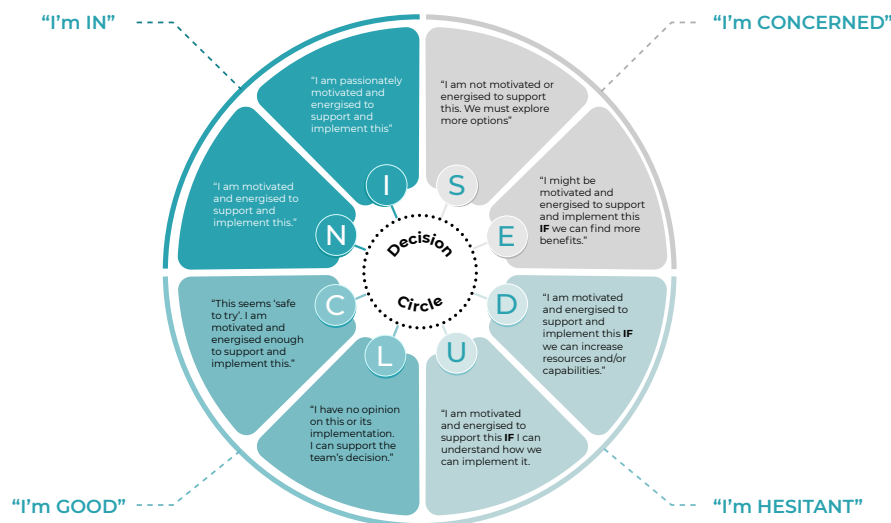 “I’m IN”
“I’m CONCERNED”
“I am passionately
motivated and
energised to
support and
implement this”
“I am not motivated or
energised to support
this. We must explore
more options”
“I am motivated
and energised to
support and
implement this.”
“I might be
motivated and
energised to support
and implement this
IF we can find more
benefits.”
I
S
N
E
Decision
Circle
C
D
L
U
“This seems ‘safe
to try’. I am
motivated and
energised enough
to support and
implement this.”
“I am motivated
and energised to
support and
implement this IF
we can increase
resources and/or
capabilities.”
“I have no opinion
on this or its
implementation.
I can support the
team’s decision.”
“I am motivated
and energised to
support this IF I can
understand how we
can implement it.
“I’m GOOD”
“I’m HESITANT”